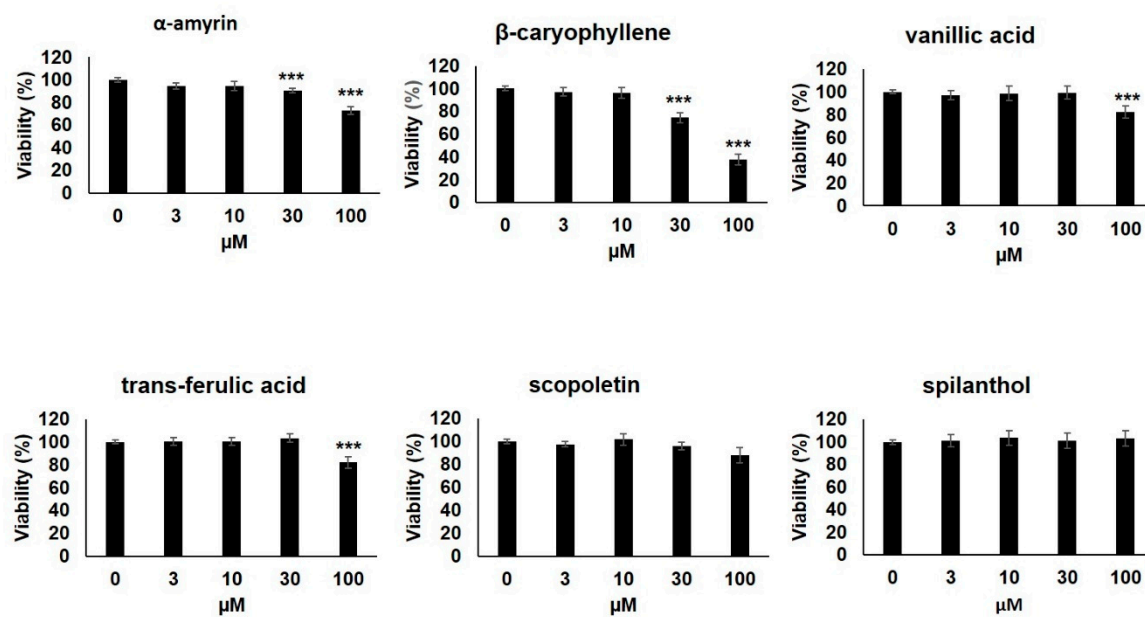 α-amyrin
Viability (%)
120
100
80
60
40
20
0
***
***
0 3 10 30 100
µM
β-caryophyllene
Viability (%)
120
100
80
60
40
20
0
***
***
0 3 10 30 100
µM
vanillic acid
Viability (%)
120
100
80
60
40
20
0
***
0 3 10 30 100
µM
trans-ferulic acid
Viability (%)
120
100
80
60
40
20
0
***
0 3 10 30 100
µM
scopoletin
Viability (%)
120
100
80
60
40
20
0
0 3 10 30 100
µM
spilanthol
Viability (%)
120
100
80
60
40
20
0
0 3 10 30 100
µM